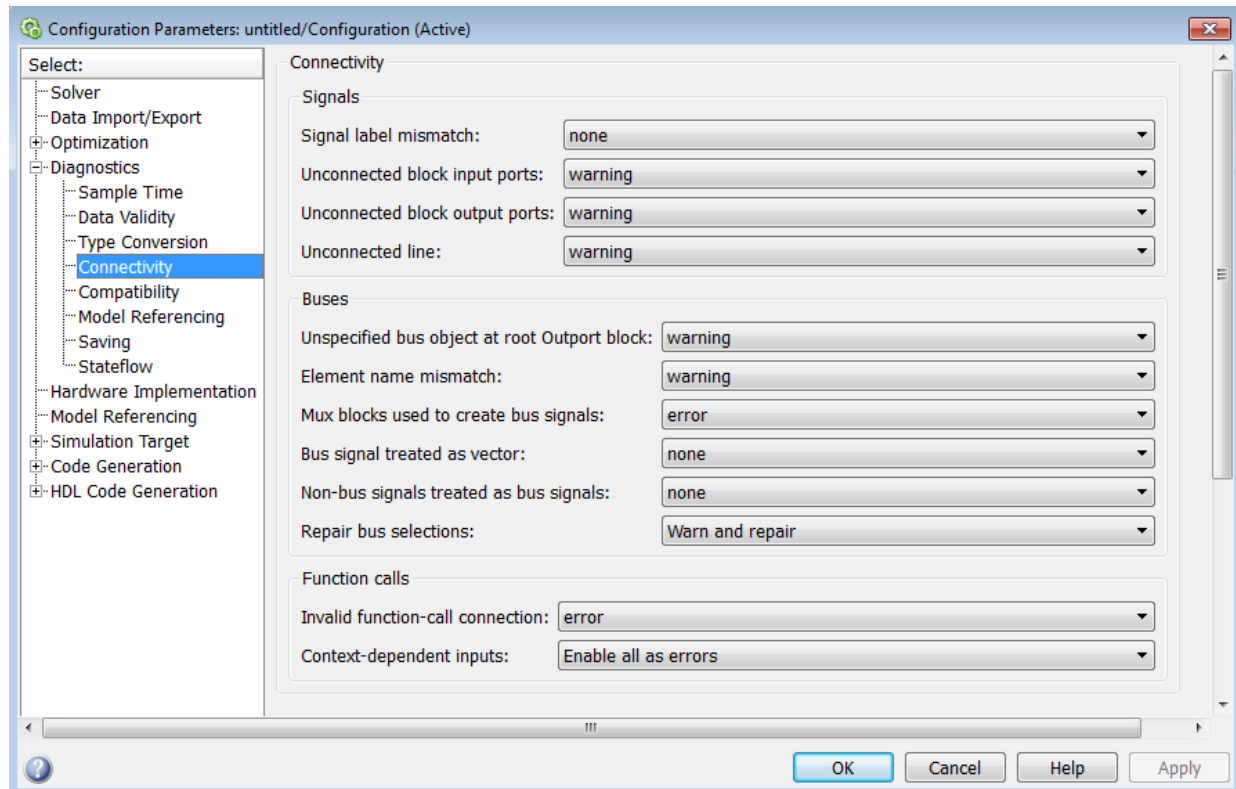 Configuration Parameters: untitled/Configuration (Active)
Select:
Solver
Data Import/Export
Optimization
Diagnostics
Sample Time
Data Validity
Type Conversion
Connectivity
Compatibility
Model Referencing
Saving
Stateflow
Hardware Implementation
Model Referencing
Simulation Target
Code Generation
HDL Code Generation
Connectivity
Signals
Signal label mismatch: none
Unconnected block input ports: warning
Unconnected block output ports: warning
Unconnected line: warning
Buses
Unspecified bus object at root Outport block: warning
Element name mismatch: warning
Mux blocks used to create bus signals: error
Bus signal treated as vector: none
Non-bus signals treated as bus signals: none
Repair bus selections: Warn and repair
Function calls
Invalid function-call connection: error
Context-dependent inputs: Enable all as errors
OK Cancel Help Apply